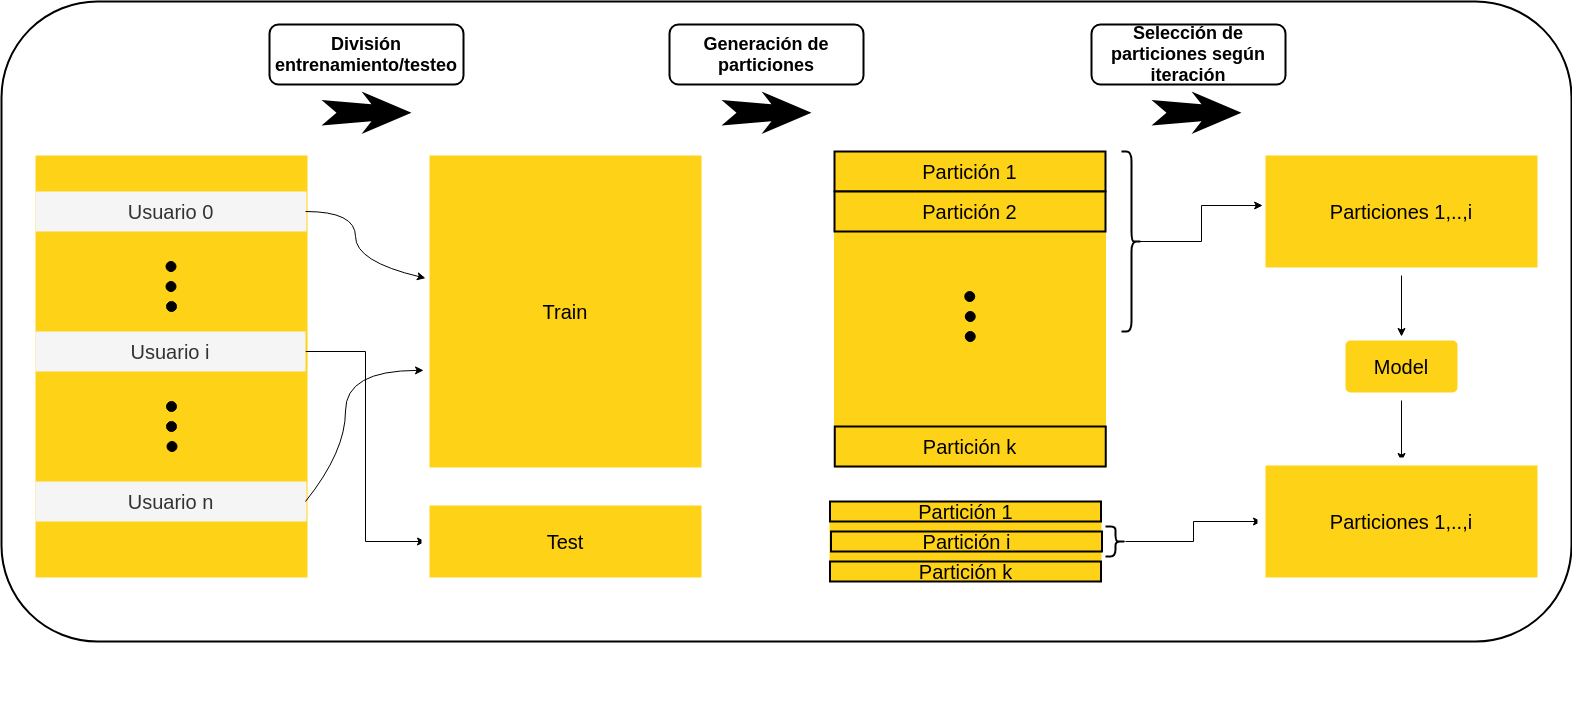 División
entrenamiento/testeo
Generación de
particiones
Selección de
particiones según
iteración
Usuario 0
Usuario i
Usuario n
Train
Test
Partición 1
Partición 2
Partición k
Partición 1
Partición i
Partición k
Particiones 1,..,i
Model
Particiones 1,..,i